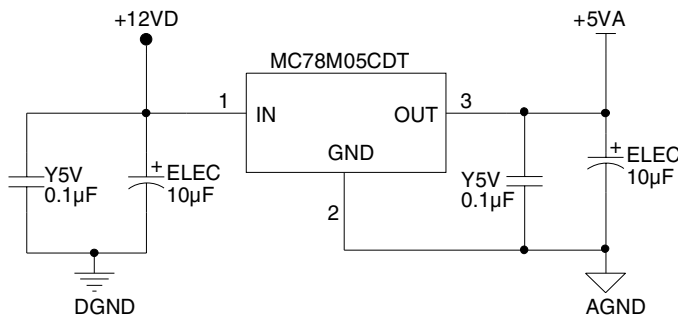 +12VD
+5VA
MC78M05CDT
1
3
IN
OUT
GND
+ ELEC
10µF
Y5V
0.1µF
+ ELEC
10µF
Y5V
0.1µF
2
DGND
AGND